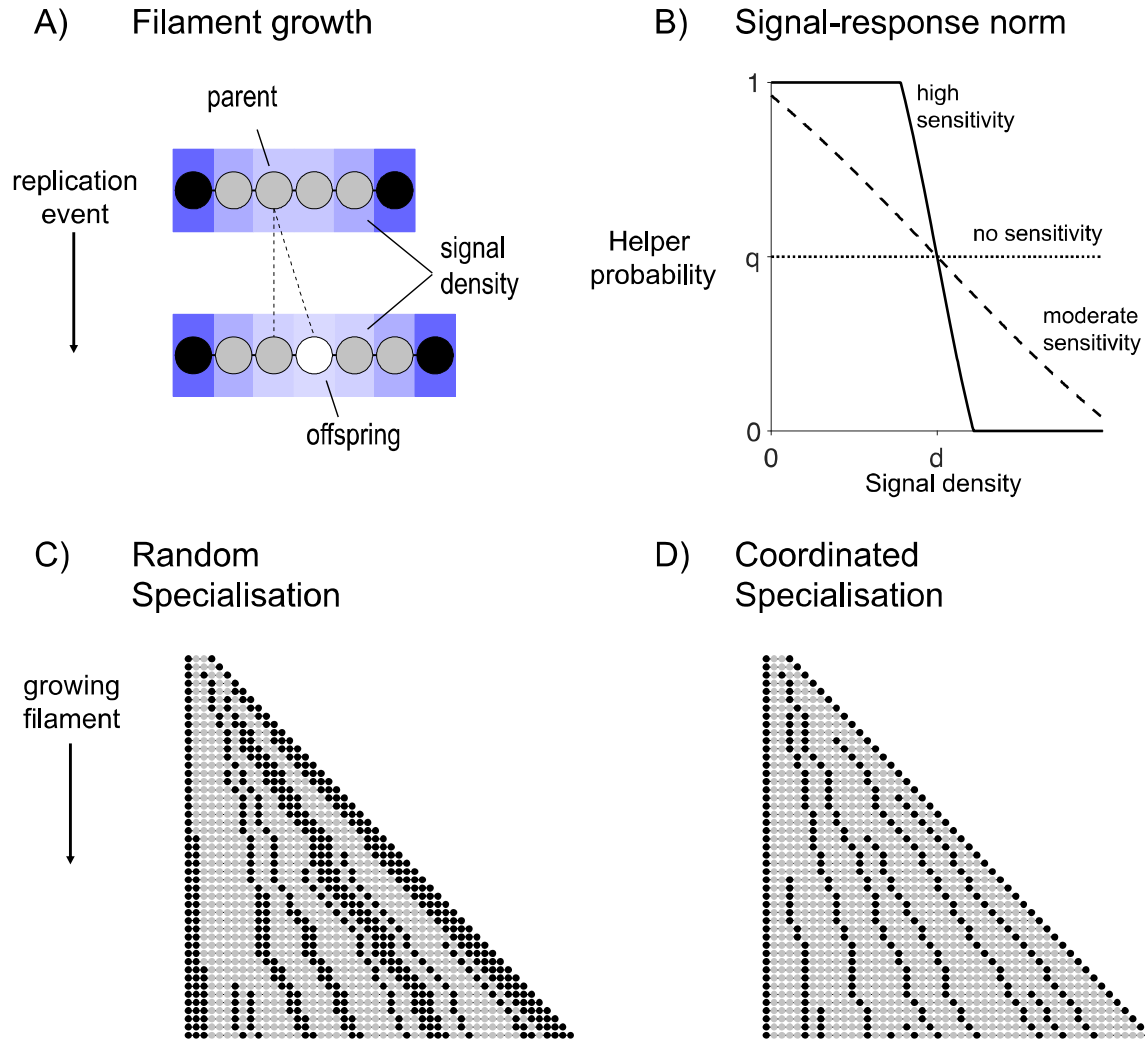 A) Filament growth
parent
replication
event
signal
density
offspring
B) Signal-response norm
1
high
sensitivity
no sensitivity
Helper
probability
q
moderate
sensitivity
0
0
d
Signal density
C) Random
Specialisation
growing
filament
D) Coordinated
Specialisation